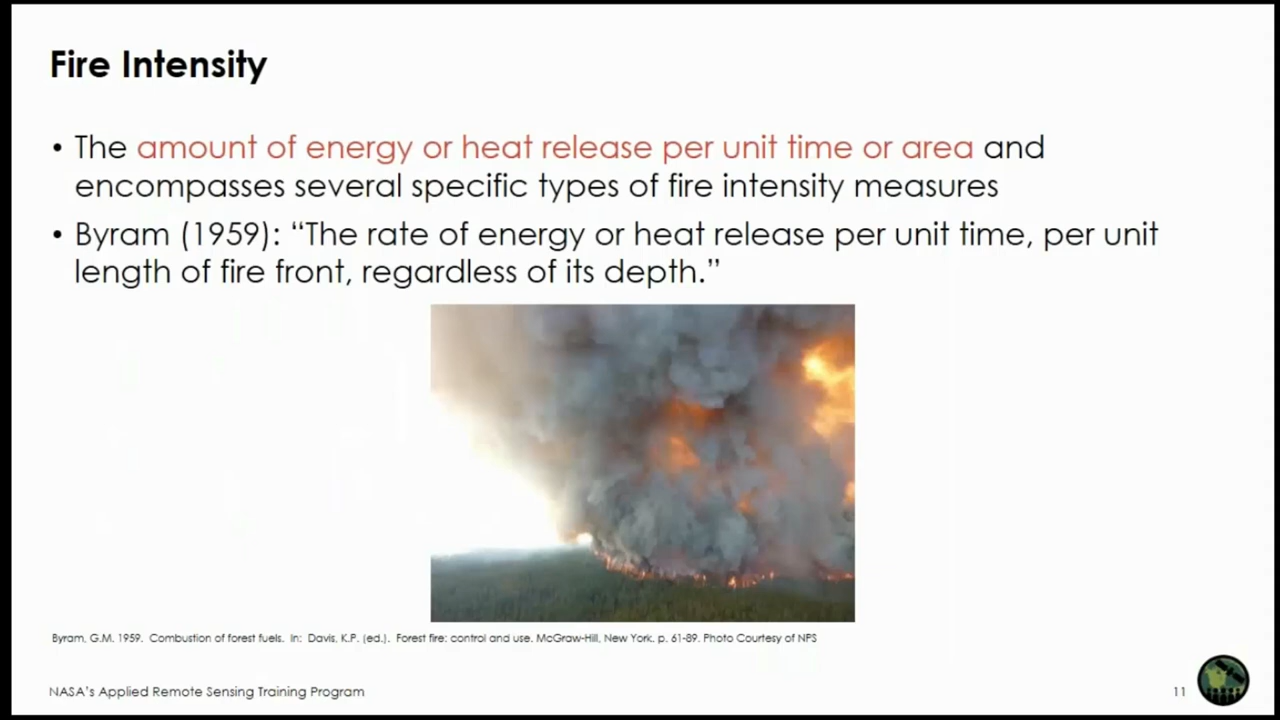 Fire Intensity
• The amount of energy or heat release per unit time or area and
encompasses several specific types of fire intensity measures
• Byram (1959): “The rate of energy or heat release per unit time, per unit
length of fire front, regardless of its depth.”
Byram, G.M. 1959. Combustion of forest fuels. In: Davis, K.P. (ed.). Forest fire: control and use. McGraw-Hill, New York. p. 61-89. Photo Courtesy of NPS
NASA's Applied Remote Sensing Training Program
11